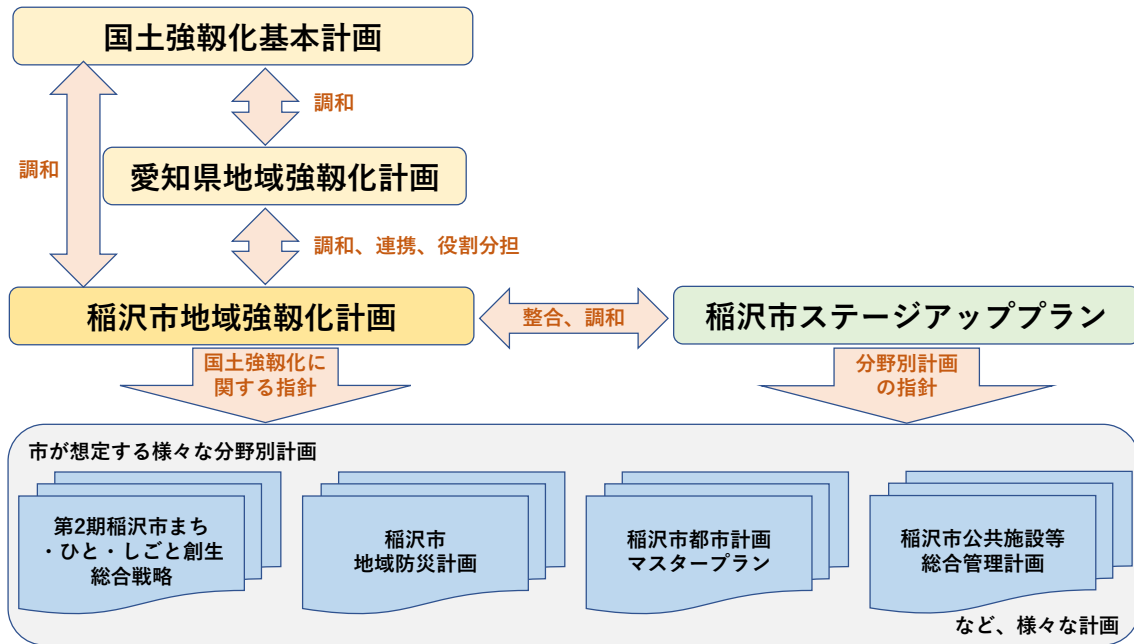 国土強靱化基本計画
調和
調和
愛知県地域強靱化計画
調和、連携、役割分担
稲沢市地域強靱化計画
整合、調和
稲沢市ステージアッププラン
国土強靱化に
関する指針
分野別計画
の指針
市が想定する様々な分野別計画
第2期稲沢市まち
・ひと・しごと創生
総合戦略
稲沢市
地域防災計画
稲沢市都市計画
マスタープラン
稲沢市公共施設等
総合管理計画
など、様々な計画